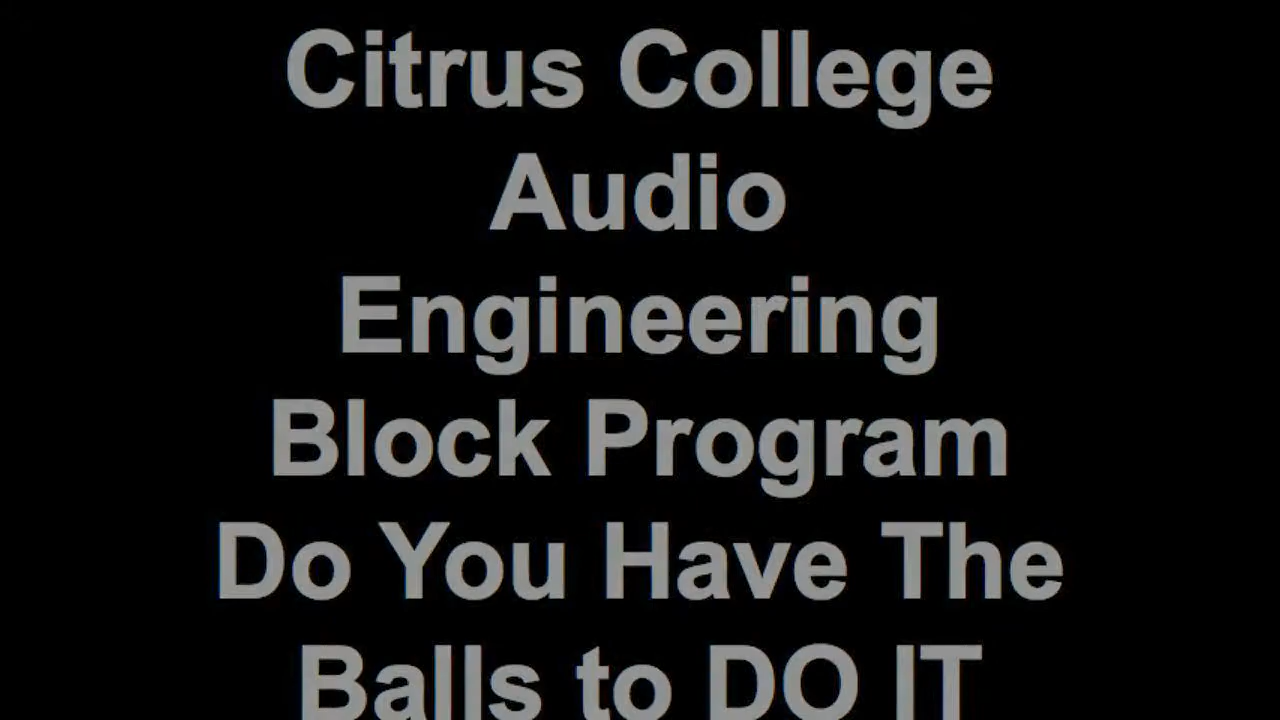 Citrus College
Audio
Engineering
Block Program
Do You Have The
Balls to DO IT